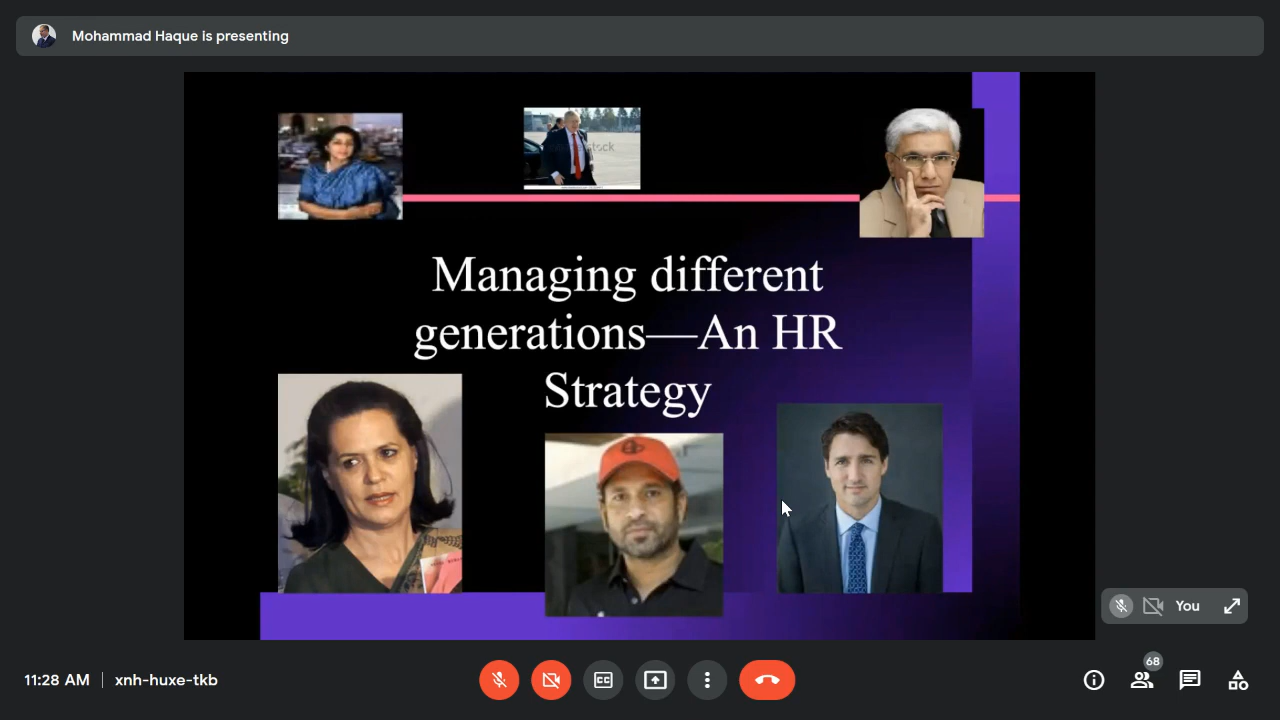 Mohammad Haque is presenting
Managing different
generations—An HR
Strategy
You
68
11:28 AM | xnh-huxe-tkb